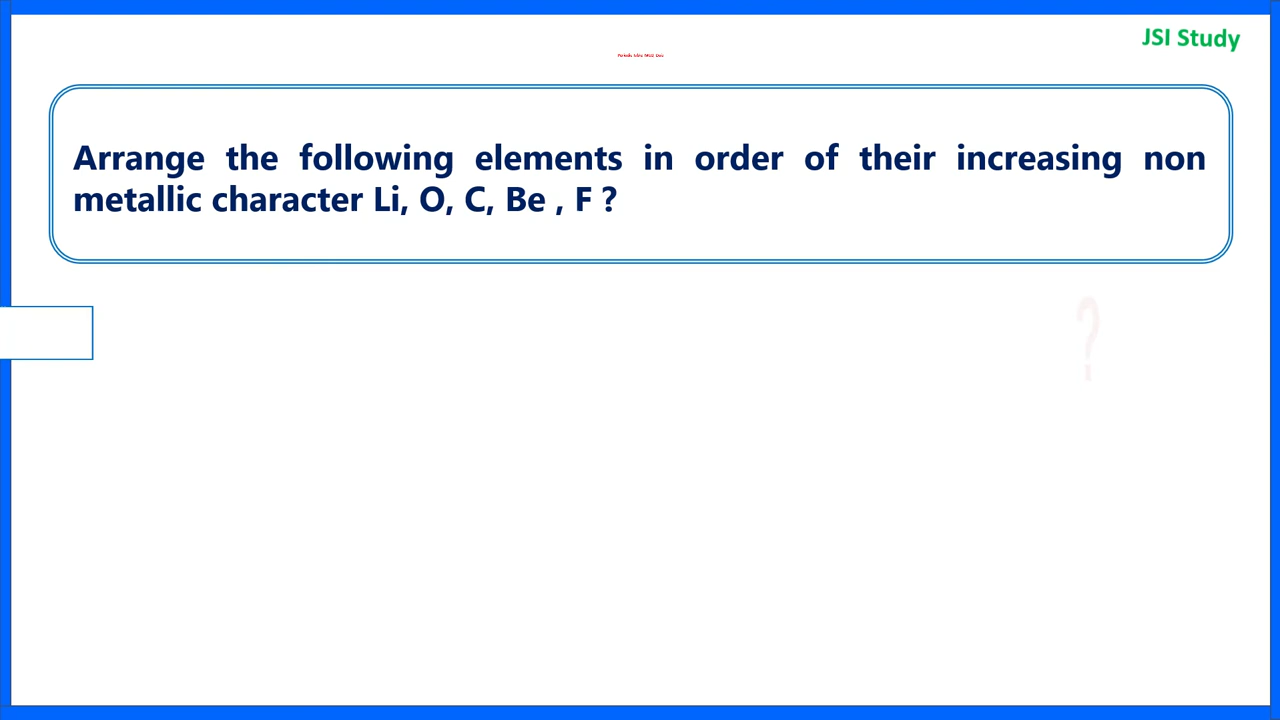 JSI Study
Arrange the following elements in order of their increasing non
metallic character Li, O, C, Be , F ?
?